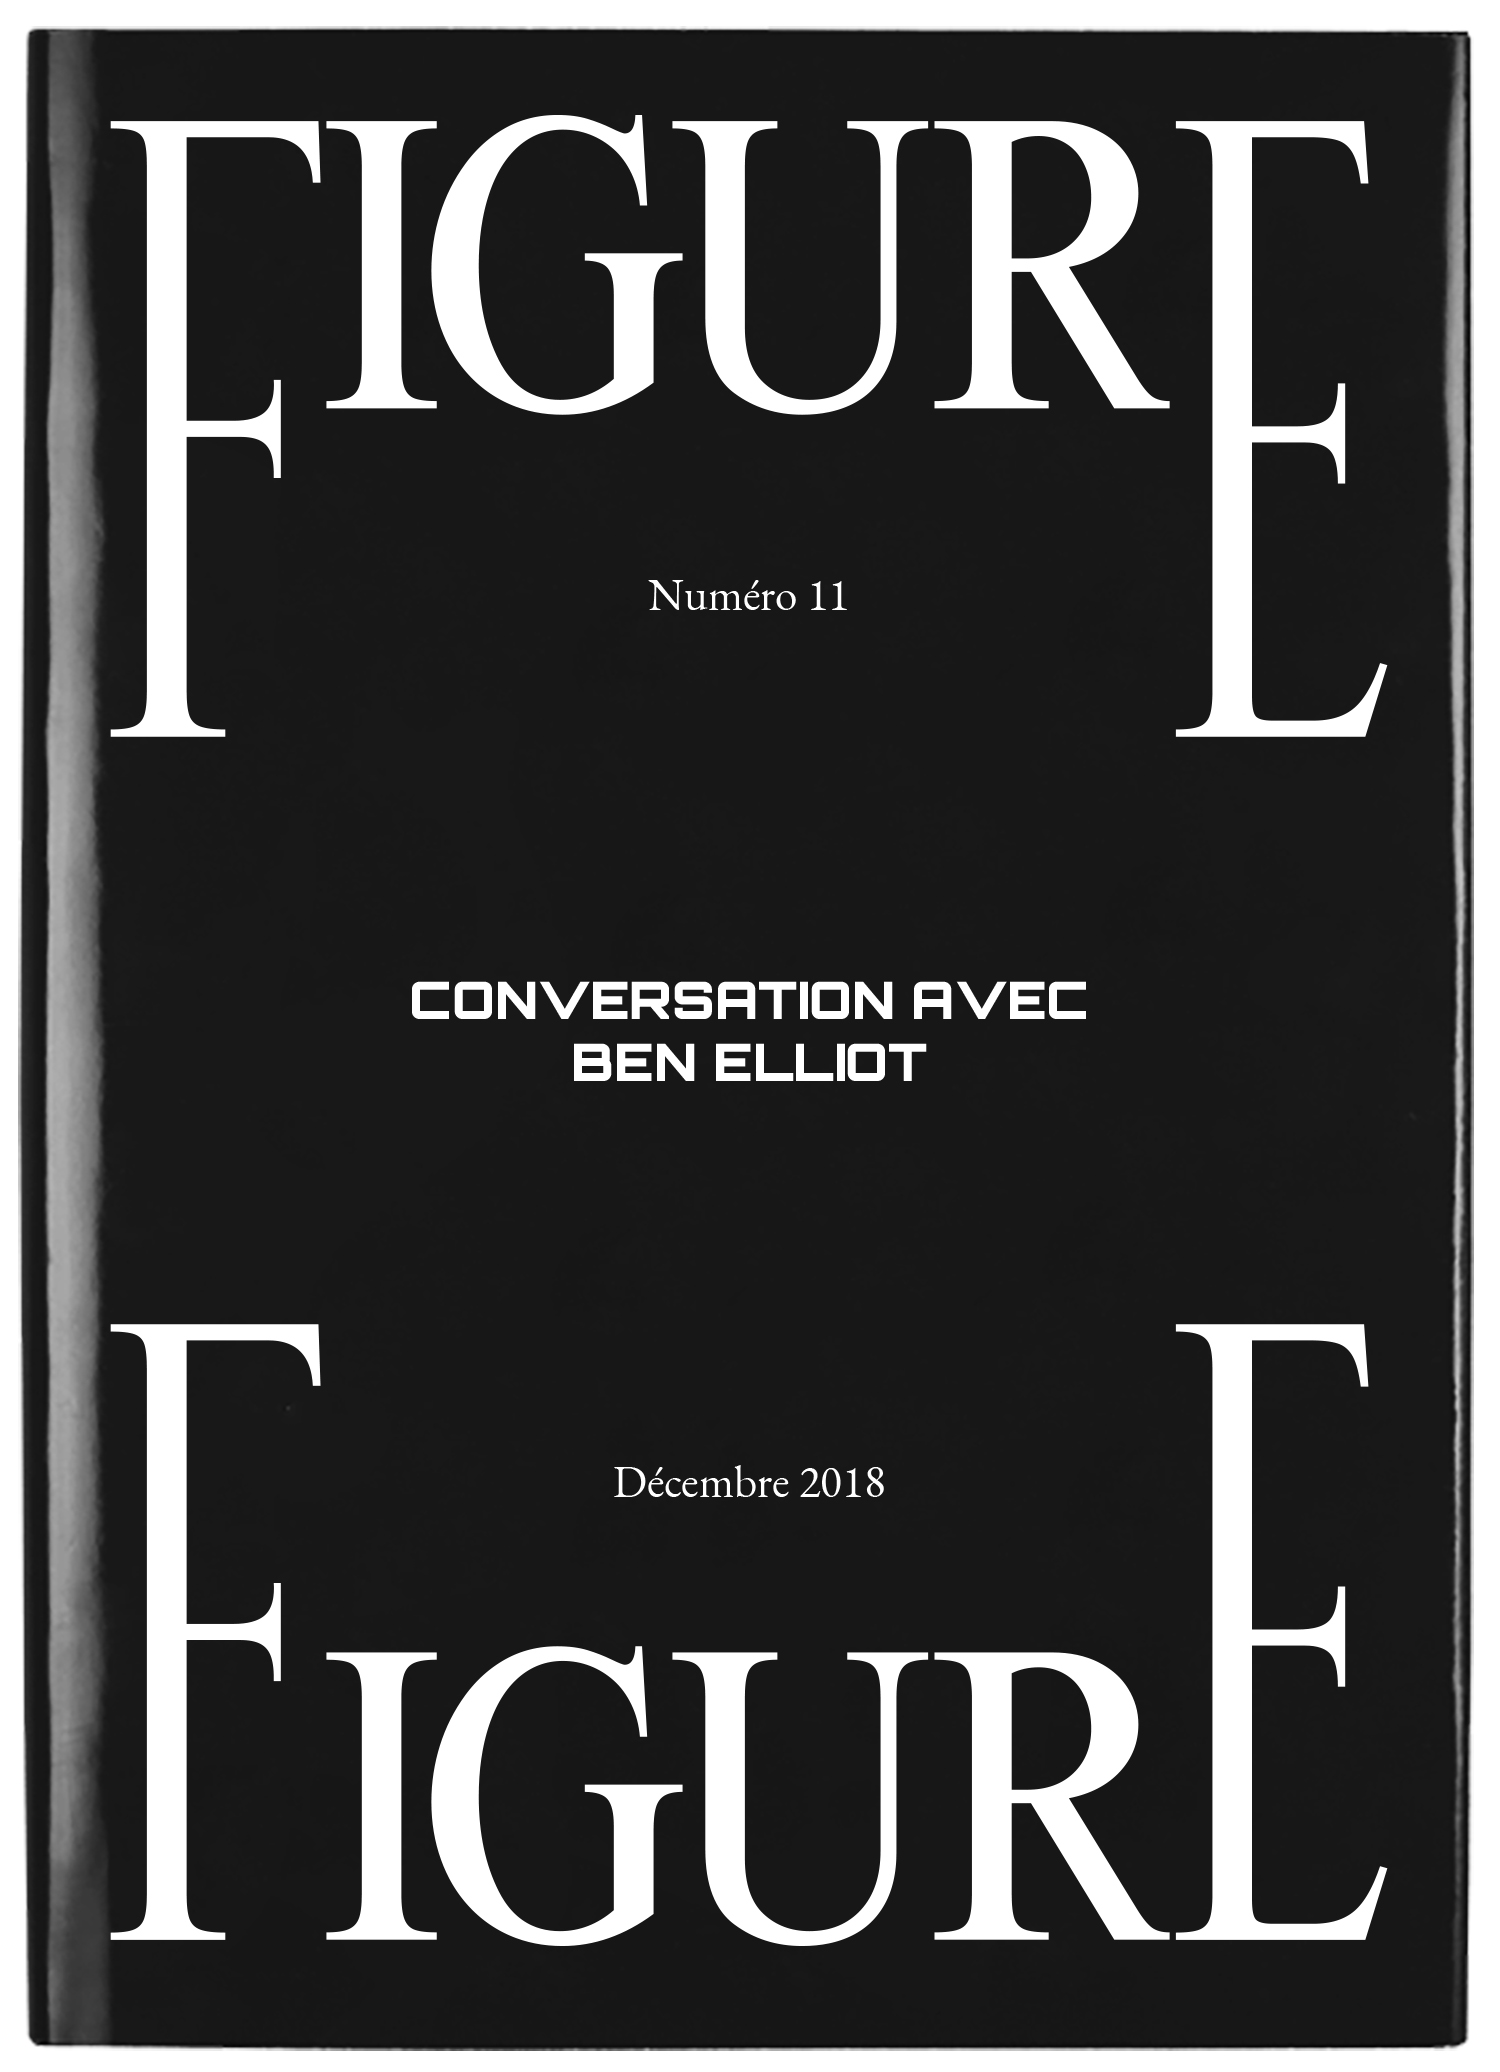 FIGURE
Numéro 11
CONVERSATION AVEC
BEN ELLIOT
Décembre 2018
FIGURE